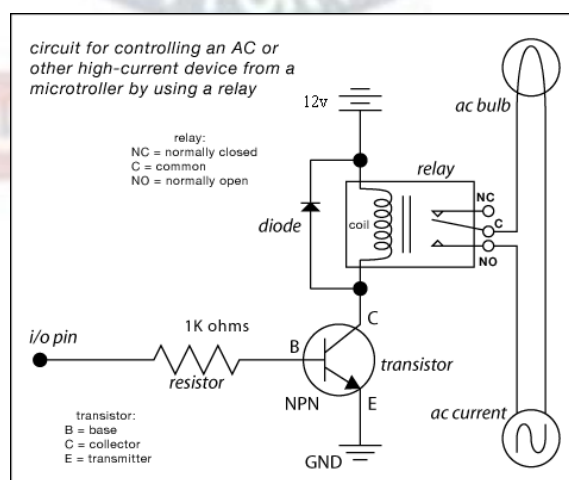 circuit for controlling an AC or
other high-current device from a
microtroller by using a relay
12v
ac bulb
relay:
NC = normally closed
C = common
NO = normally open
relay
NC
C
NO
diode
coil
i/o pin
1K ohms
resistor
B
C
transistor
NPN
E
GND
ac current
transistor:
B = base
C = collector
E = transmitter